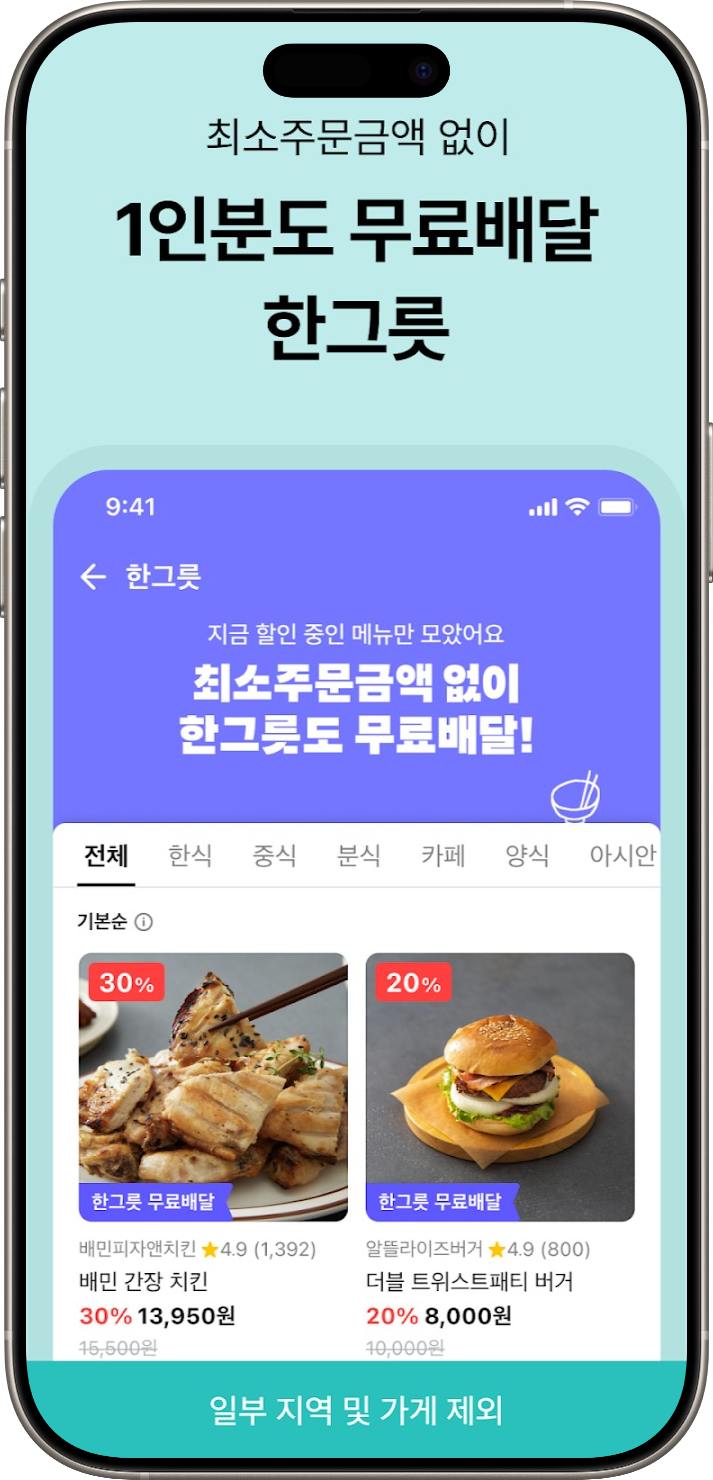 최소주문금액 없이
1인분도 무료배달
한그릇
9:41
한그릇
지금 할인 중인 메뉴만 모았어요
최소주문금액 없이
한그릇도 무료배달!
전체 한식 중식 분식 카페 양식 아시안
기본순
30% 20%
한그릇 무료배달 한그릇 무료배달
배민피자앤치킨 4.9 (1,392) 알뜰라이즈버거 4.9 (800)
배민 간장 치킨 더블 트위스트패티 버거
30% 13,950원 20% 8,000원
15,500원 10,000원
일부 지역 및 가게 제외